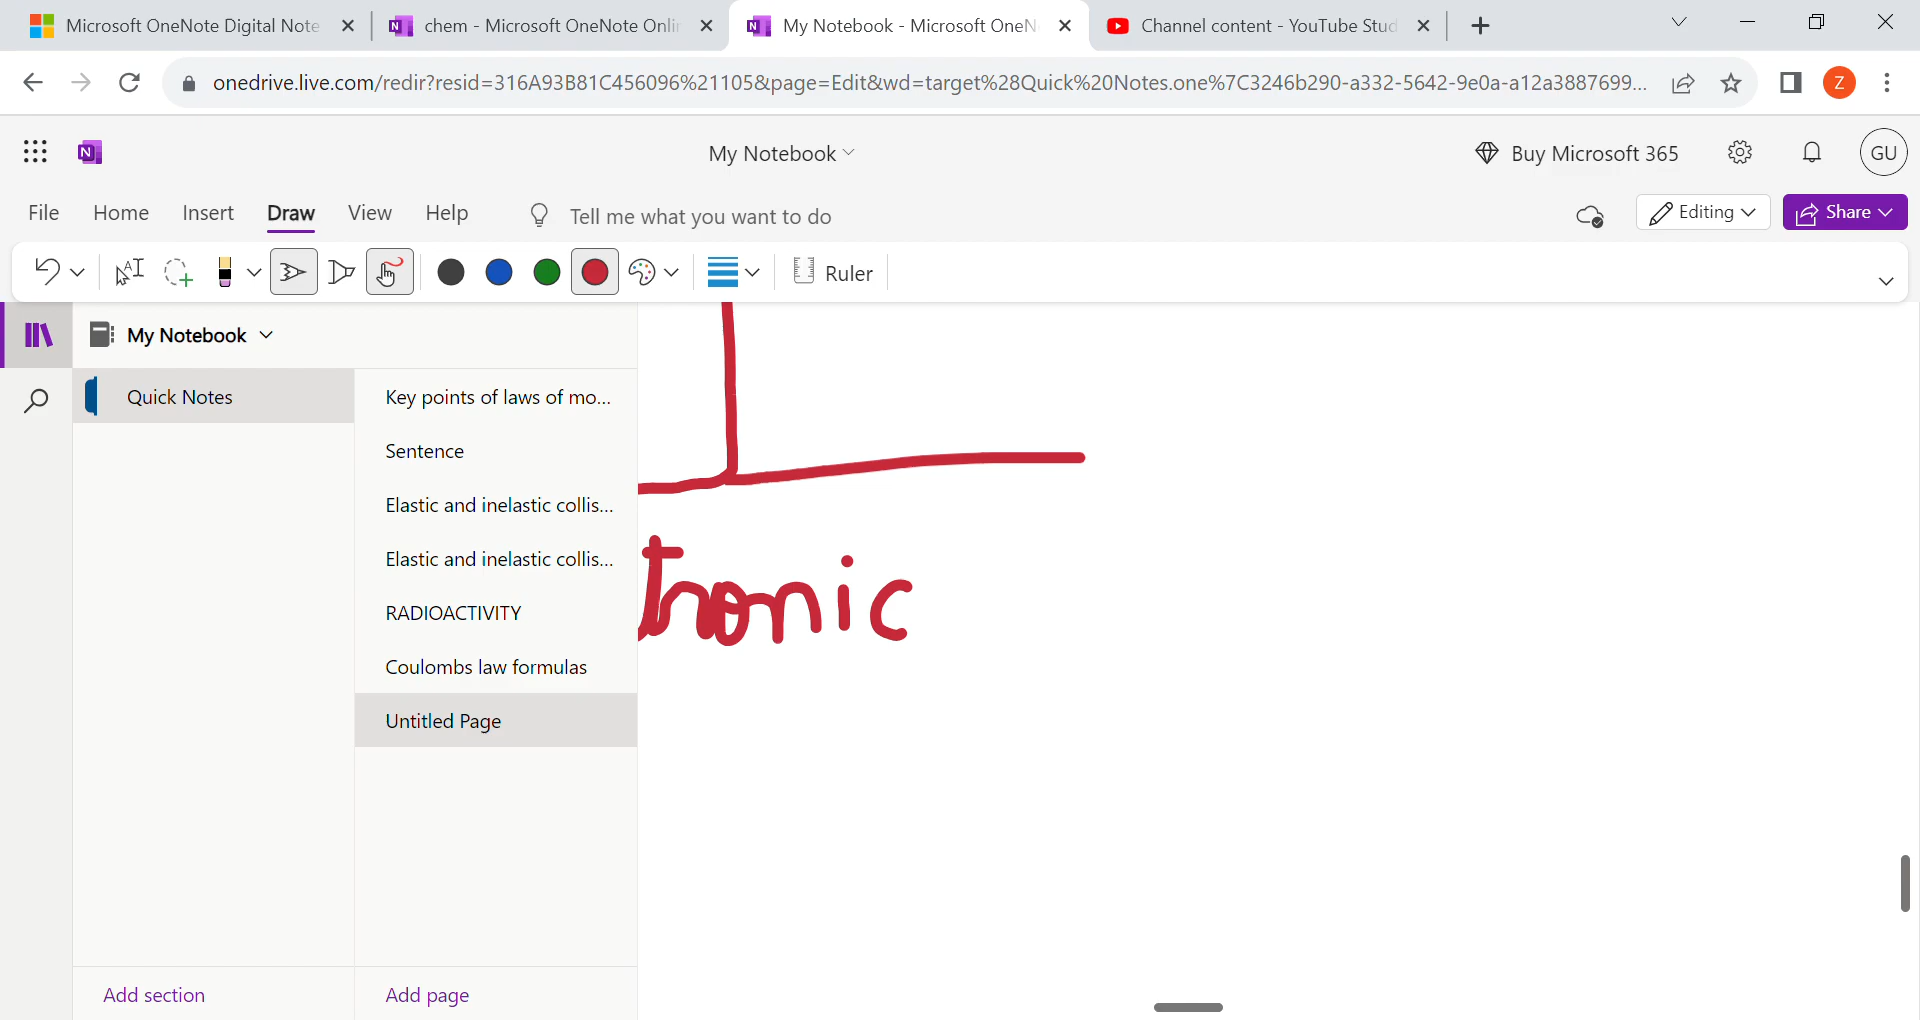 Microsoft OneNote Digital Note
chem - Microsoft OneNote Onli
My Notebook - Microsoft OneN
Channel content - YouTube Stud
onedrive.live.com/redir?resid=316A93B81C456096%21105&page=Edit&wd=target%28Quick%20Notes.one%7C3246b290-a332-5642-9e0a-a12a3887699...
Z
N
My Notebook
Buy Microsoft 365
GU
File Home Insert Draw View Help Tell me what you want to do
Editing
Share
Ruler
My Notebook
Quick Notes
Key points of laws of mo...
Sentence
Elastic and inelastic collis...
Elastic and inelastic collis...
RADIOACTIVITY
Coulombs law formulas
Untitled Page
tronic
Add section
Add page